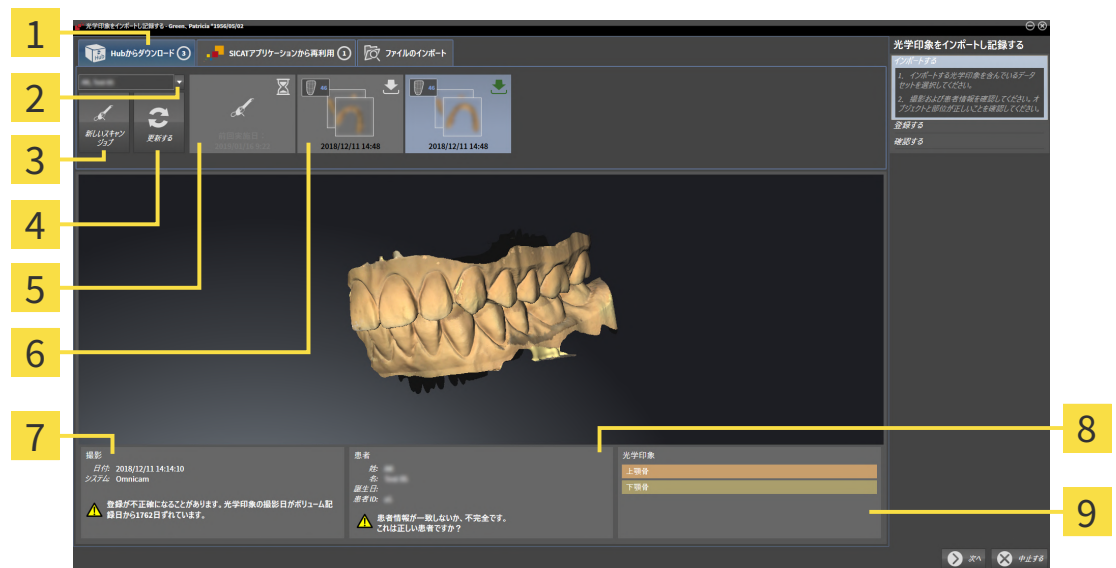 光学印象をインポートし記録する - Green, Patricia *1956/05/02
1
Hubからダウンロード 3
SICATアプリケーションから再利用 1
ファイルのインポート
光学印象をインポートし記録する
インポートする
1. インポートする光学印象を含んでいるデータセットを選択してください。
2. 撮影および患者情報を確認してください。オブジェクトと部位が正しいことを確認してください。
登録する
確認する
2
新しいスキャン
ジョブ
更新する
2018/12/11 14:48
2018/12/11 14:48
3
4
5
6
7
8
9
撮影
日付: 2018/12/11 14:14:10
システム: Omnicam
登録が不正確になることがあります。光学印象の撮影日がボリューム記
録日から1762日ずれています。
患者
姓:
名:
誕生日:
患者 ID:
患者情報が一致しないか、不完全です。
これは正しい患者ですか？
光学印象
上顎骨
下顎骨
次へ
中止する